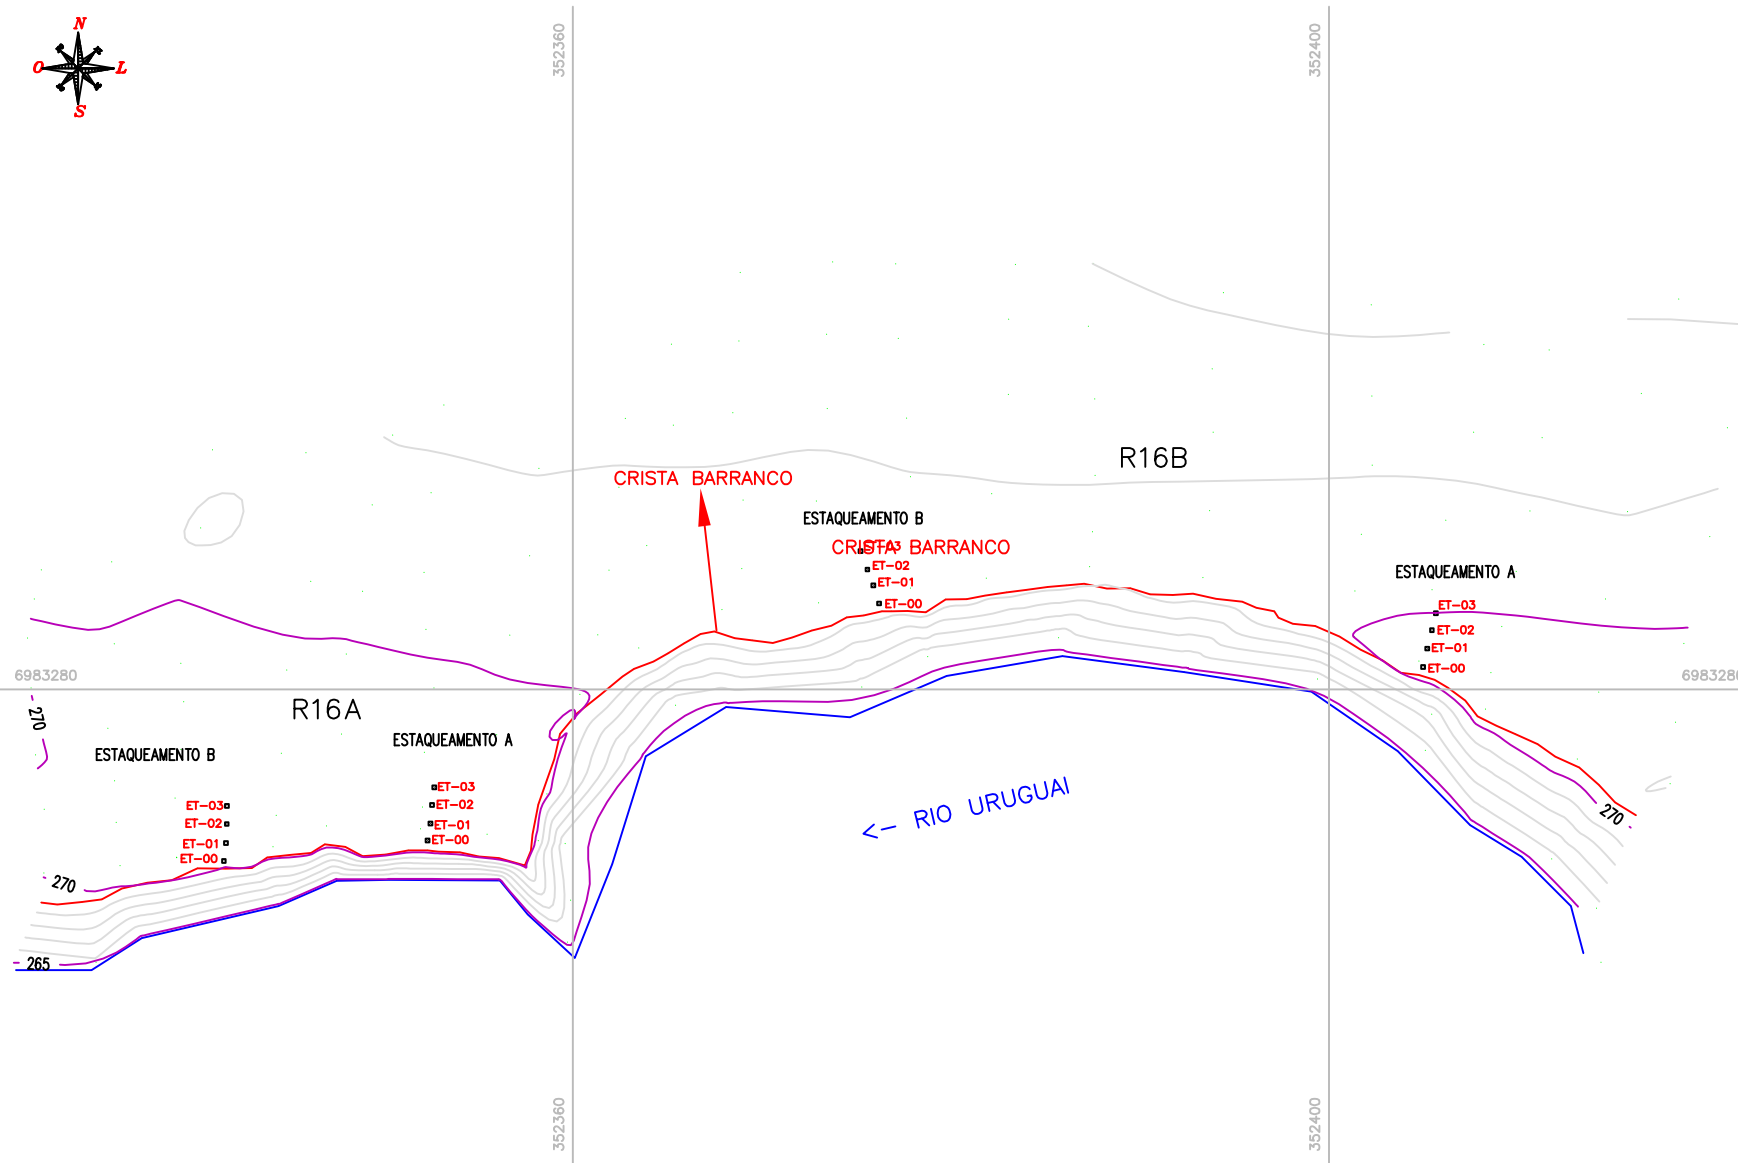 N
O L
S
352360
352400
R16B
CRISTA BARRANCO
ESTAQUEAMENTO B
CRISTA BARRANCO
ET-03
ET-02
ET-01
ET-00
ESTAQUEAMENTO A
ET-03
ET-02
ET-01
ET-00
6983280
6983280
270
R16A
ESTAQUEAMENTO B
ET-03
ET-02
ET-01
ET-00
ESTAQUEAMENTO A
ET-03
ET-02
ET-01
ET-00
<-- RIO URUGUAI
270
270
265
352360
352400